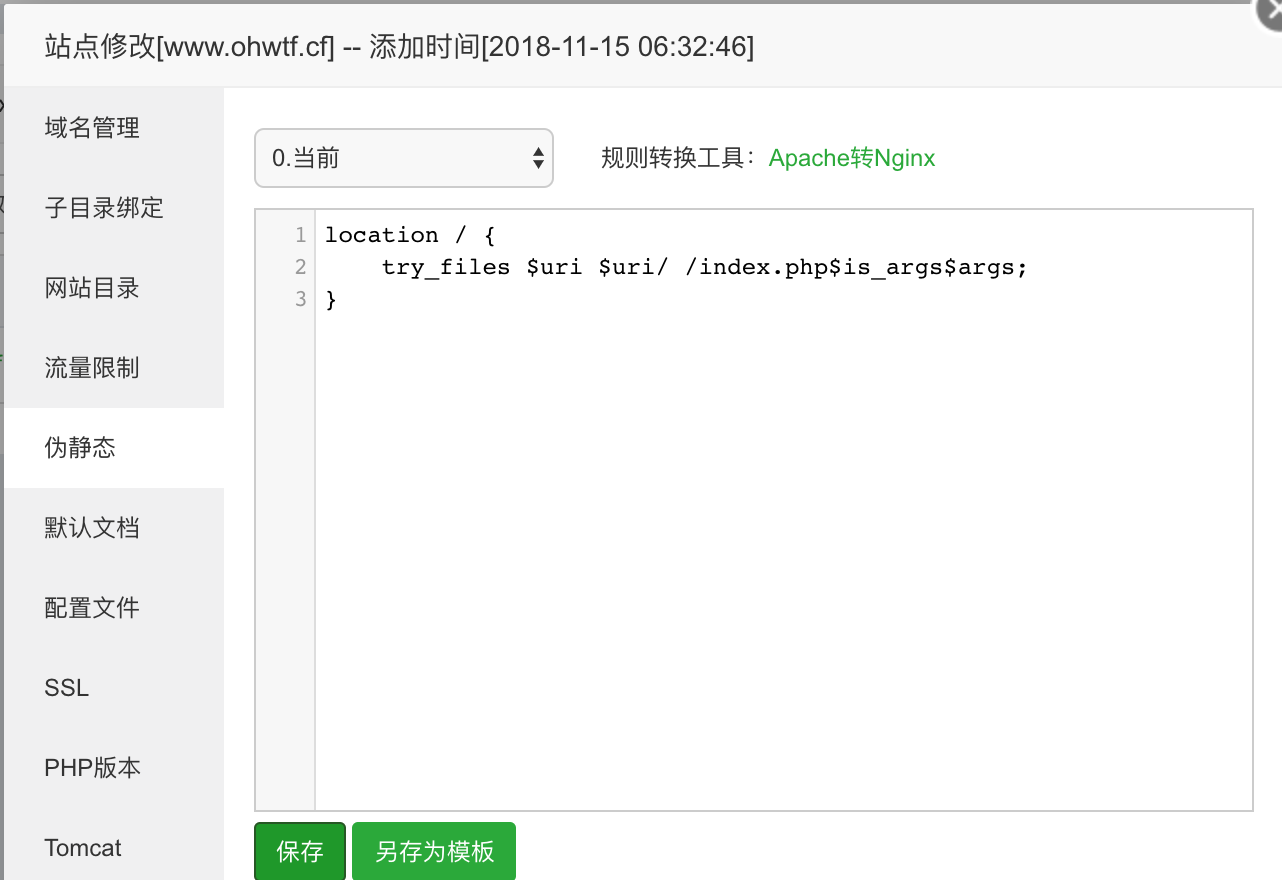 站点修改[www.ohwtf.cf] -- 添加时间[2018-11-15 06:32:46]
域名管理
子目录绑定
网站目录
流量限制
伪静态
默认文档
配置文件
SSL
PHP版本
Tomcat
0.当前
规则转换工具：Apache转Nginx
1 location / {
2     try_files $uri $uri/ /index.php$is_args$args;
3 }
保存
另存为模板